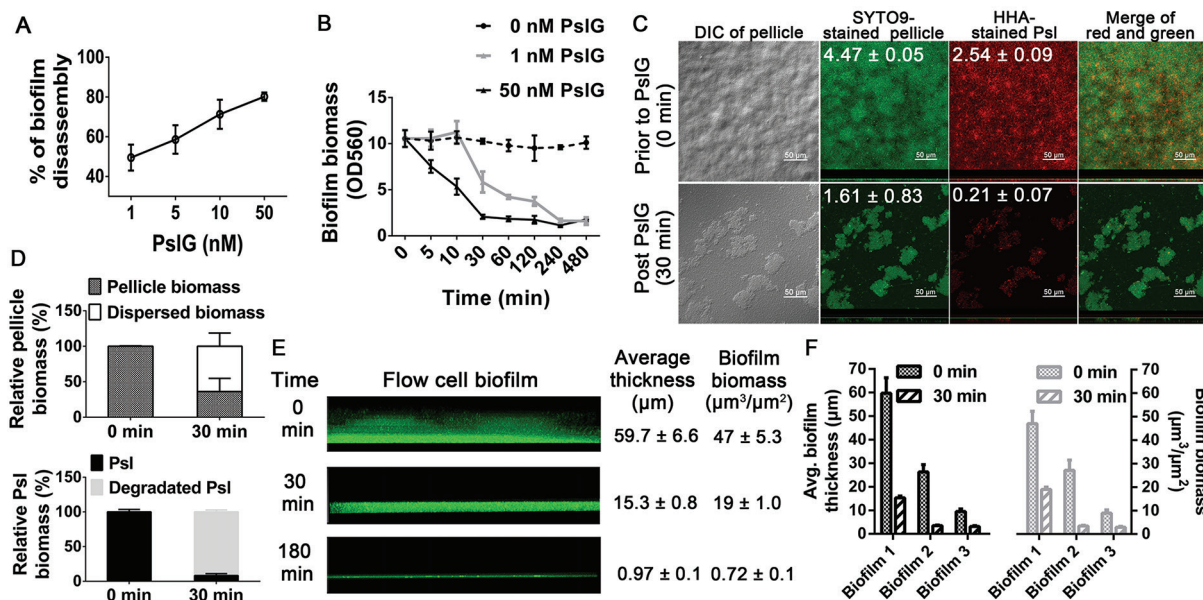 A
% of biofilm
disassembly
80
60
40
1
5
10
50
PslG (nM)
B
0 nM PslG
1 nM PslG
50 nM PslG
Biofilm biomass
(OD560)
15
10
5
0
0
5
10
30
60
120
240
480
Time (min)
C
DIC of pellicle
SYTO9-
stained pellicle
HHA-
stained Psl
Merge of
red and green
Prior to PslG
(0 min)
4.47 ± 0.05
2.54 ± 0.09
50 µm
50 µm
50 µm
50 µm
Post PslG
(30 min)
1.61 ± 0.83
0.21 ± 0.07
50 µm
50 µm
50 µm
50 µm
D
Pellicle biomass
Dispersed biomass
Relative pellicle
biomass (%)
150
100
50
0
0 min
30 min
Psl
Degraded Psl
Relative Psl
biomass (%)
150
100
50
0
0 min
30 min
E
Time
Flow cell biofilm
Average
thickness
(µm)
Biofilm
biomass
(µm³/µm²)
0
min
59.7 ± 6.6
47 ± 5.3
30
min
15.3 ± 0.8
19 ± 1.0
180
min
0.97 ± 0.1
0.72 ± 0.1
F
0 min
30 min
Avg. biofilm
thickness (µm)
70
60
50
40
30
20
10
0
Biofilm 1
Biofilm 2
Biofilm 3
0 min
30 min
70
60
50
40
30
20
10
0
Biofilm biomass
(µm³/µm²)
Biofilm 1
Biofilm 2
Biofilm 3